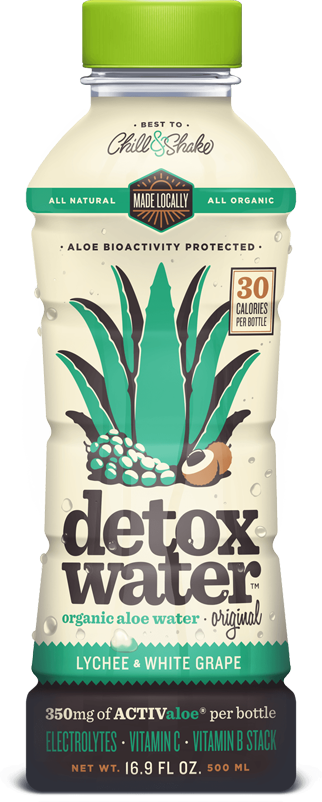 · BEST TO ·
Chill & Shake
ALL NATURAL MADE LOCALLY ALL ORGANIC
· ALOE BIOACTIVITY PROTECTED ·
30
CALORIES
PER BOTTLE
detox
water™
organic aloe water · original
LYCHEE & WHITE GRAPE
350mg of ACTIValoe® per bottle
ELECTROLYTES · VITAMIN C · VITAMIN B STACK
NET WT. 16.9 FL OZ. 500 ML